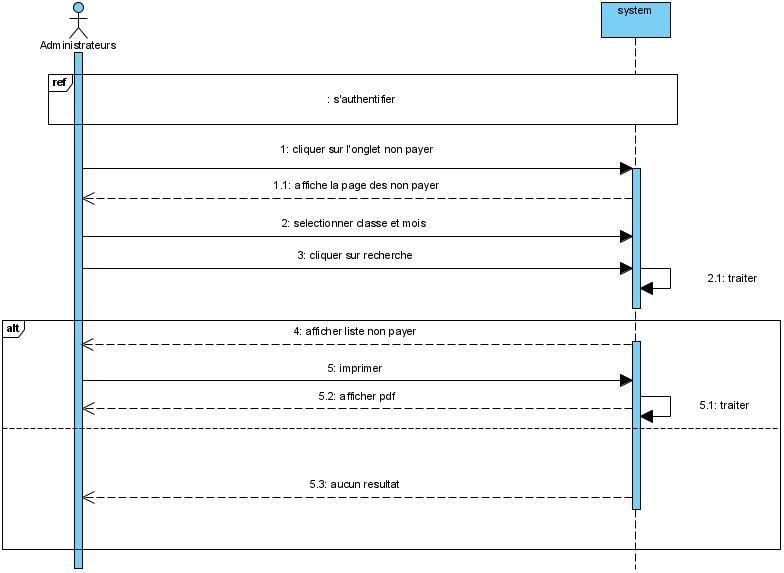 system
Administrateurs
ref
: s'authentifier
1: cliquer sur l'onglet non payer
1.1: affiche la page des non payer
2: selectionner classe et mois
3: cliquer sur recherche
2.1: traiter
alt
4: afficher liste non payer
5: imprimer
5.2: afficher pdf
5.1: traiter
5.3: aucun resultat